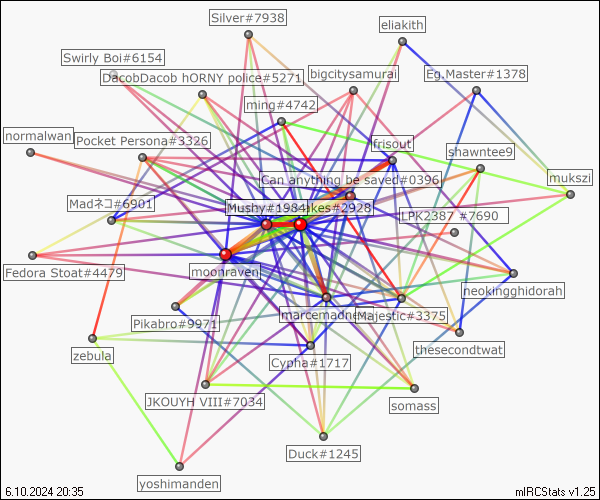 Silver#7938
eliakith
Swirly Boi#6154
DacobDacob hORNY police#5271
bigcitysamurai
Eg.Master#1378
ming#4742
normalwan
Pocket Persona#3326
frisout
shawntee9
Can anything be saved#0396
mukszi
Madネコ#6901
Mushy#1984
akes#2928
LPK2387 #7690
Fedora Stoat#4479
moonraven
neokingghidorah
Pikabro#9971
marcemadne
Majestic#3375
zebula
Cypha#1717
thesecondtwat
JKOUYH VIII#7034
somass
Duck#1245
yoshimanden
6.10.2024 20:35
mIRCStats v1.25